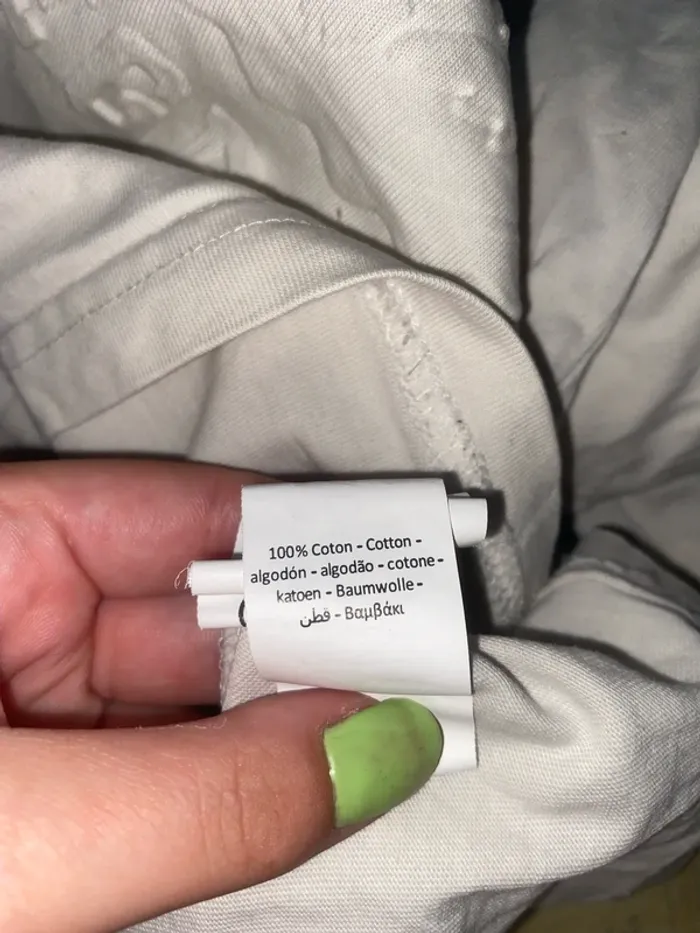 100% Coton - Cotton -
algodón - algodão - cotone-
katoen - Baumwolle-
قطن - Βαμβάκι